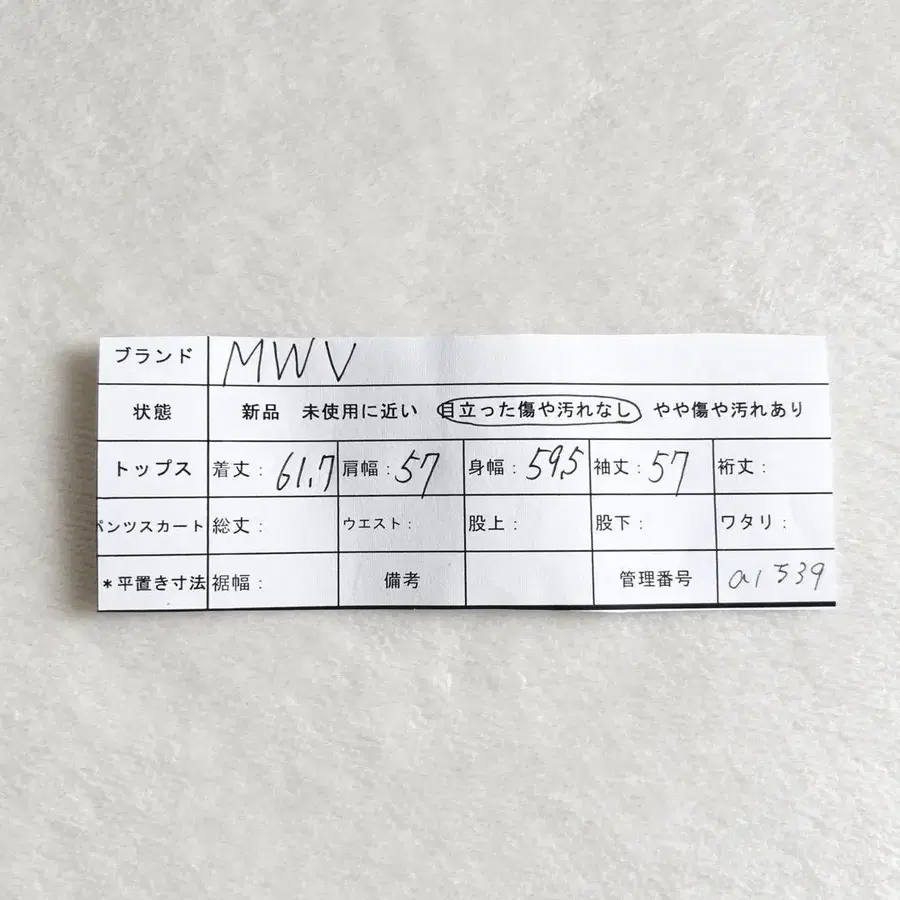 ブランド MWV
状態 新品 未使用に近い 目立った傷や汚れなし やや傷や汚れあり
トップス 着丈: 61.7 肩幅: 57 身幅: 59.5 袖丈: 57 裄丈:
パンツスカート 総丈: ウエスト: 股上: 股下: ワタリ:
*平置き寸法 裾幅: 備考 管理番号 a1539